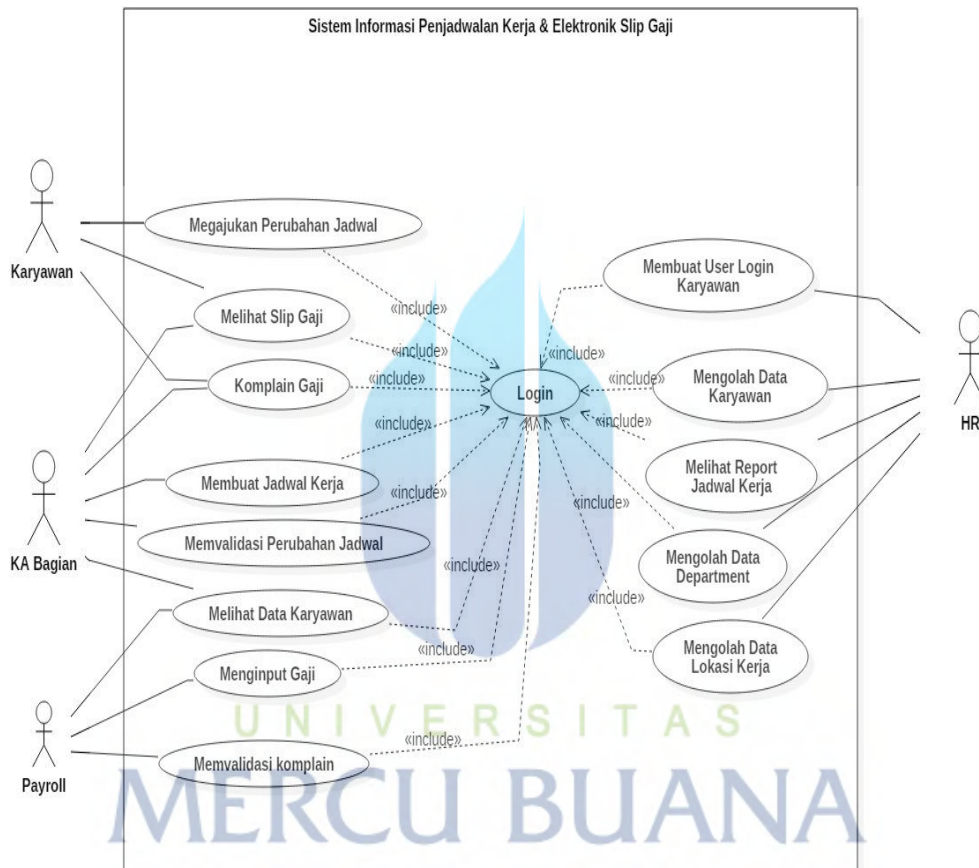 Sistem Informasi Penjadwalan Kerja & Elektronik Slip Gaji
Karyawan
Megajukan Perubahan Jadwal
«include»
Melihat Slip Gaji
«include»
Komplain Gaji
«include»
KA Bagian
Membuat Jadwal Kerja
«include»
Memvalidasi Perubahan Jadwal
«include»
Melihat Data Karyawan
«include»
Menginput Gaji
«include»
Payroll
Memvalidasi komplain
«include»
Login
Membuat User Login
Karyawan
«include»
Mengolah Data
Karyawan
«include»
Melihat Report
Jadwal Kerja
«include»
Mengolah Data
Department
«include»
Mengolah Data
Lokasi Kerja
«include»
HR
UNIVERSITAS
MERCU BUANA